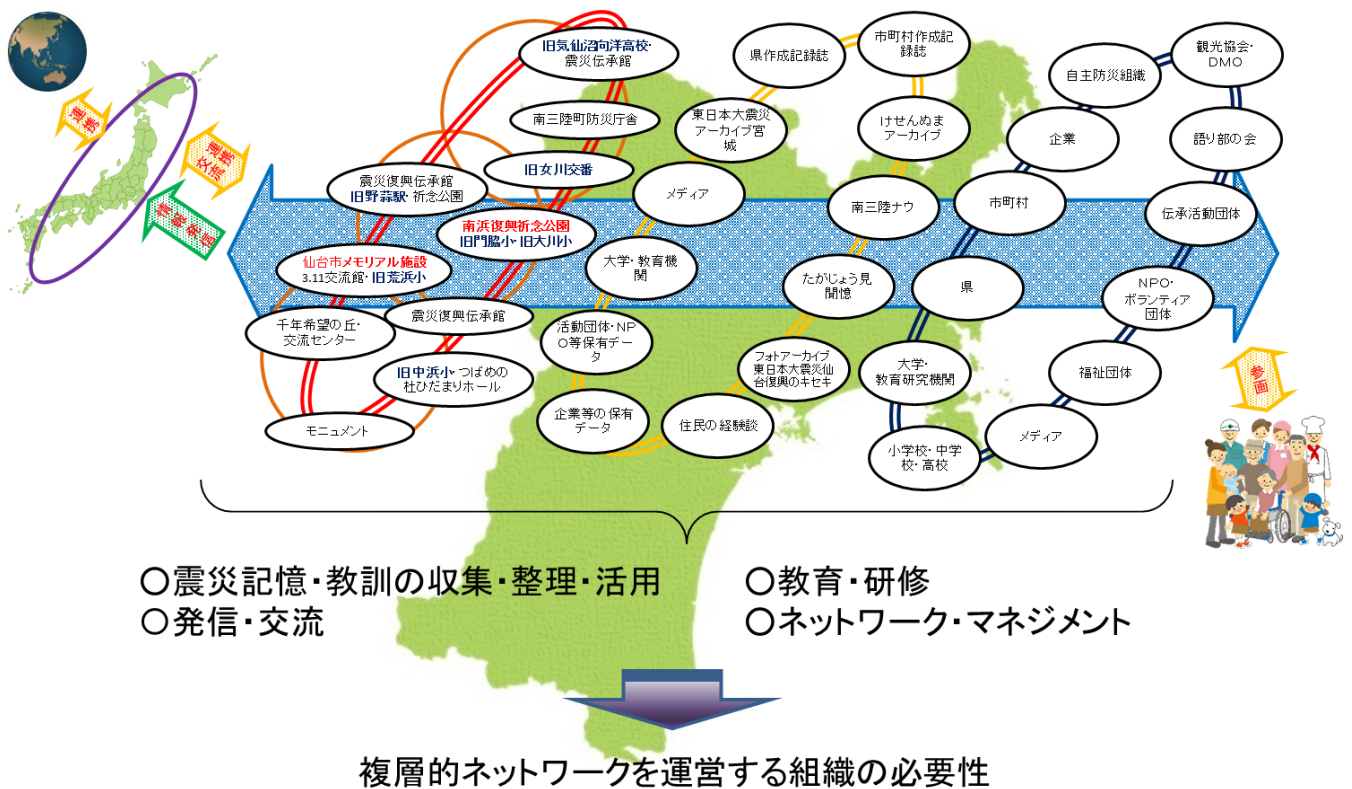 旧気仙沼向洋高校・
震災伝承館
南三陸町防災庁舎
旧女川交番
震災復興伝承館
旧野蒜駅・祈念公園
南浜復興祈念公園
旧門脇小・旧大川小
仙台市メモリアル施設
3.11交流館・旧荒浜小
震災復興伝承館
千年希望の丘・
交流センター
旧中浜小・つばめの
杜ひだまりホール
モニュメント
県作成記録誌
市町村作成記
録誌
東日本大震災
アーカイブ宮
城
けせんぬま
アーカイブ
メディア
南三陸ナウ
大学・教育機
関
たがじょう見
聞憶
活動団体・NP
O等保有デー
タ
フォトアーカイブ
東日本大震災仙
台復興のキセキ
企業等の保有
データ
住民の経験談
観光協会・
DMO
自主防災組織
企業
語り部の会
市町村
伝承活動団体
県
NPO・
ボランティア
団体
大学・
教育研究機関
福祉団体
小学校・中学
校・高校
メディア
連携
連携
交流
情報発信
参画
〇震災記憶・教訓の収集・整理・活用
〇発信・交流
〇教育・研修
〇ネットワーク・マネジメント
複層的ネットワークを運営する組織の必要性